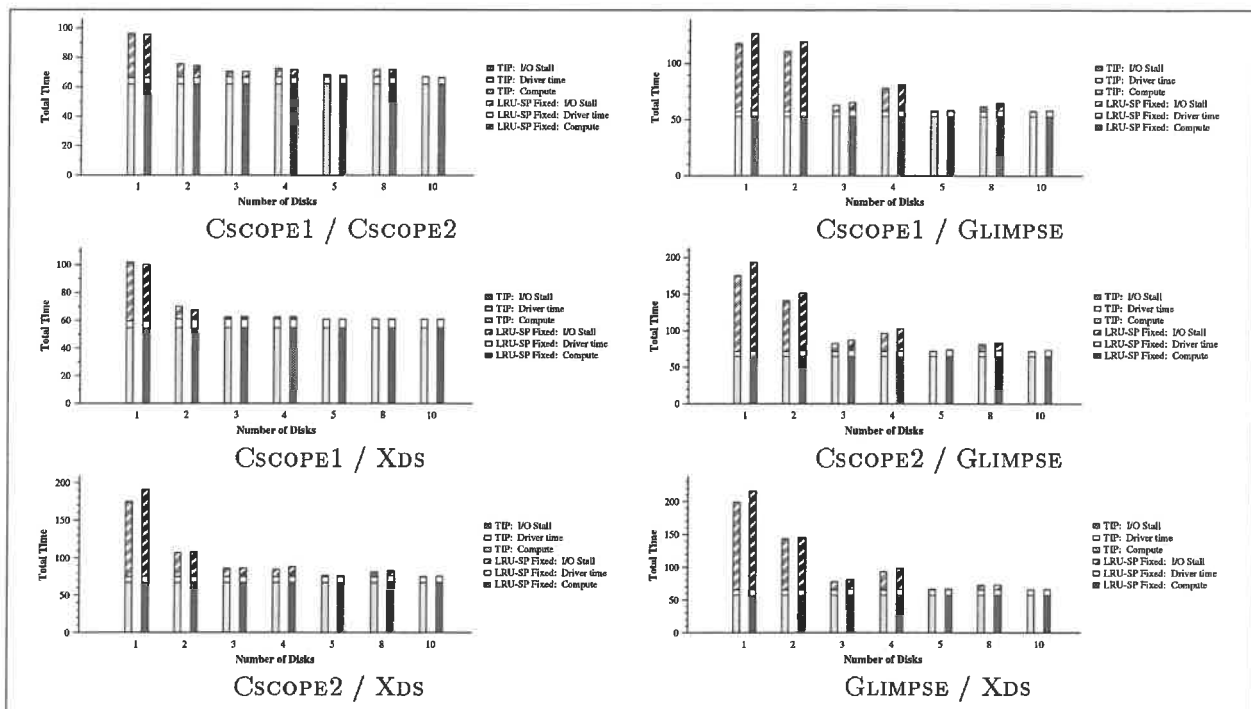 Total Time
100
80
60
40
20
0
1 2 3 4 5 8 10
Number of Disks
TIP: I/O Stall
TIP: Driver time
TIP: Compute
LRU-SP Fixed: I/O Stall
LRU-SP Fixed: Driver time
LRU-SP Fixed: Compute
CSCOPE1 / CSCOPE2
Total Time
100
50
0
1 2 3 4 5 8 10
Number of Disks
TIP: I/O Stall
TIP: Driver time
TIP: Compute
LRU-SP Fixed: I/O Stall
LRU-SP Fixed: Driver time
LRU-SP Fixed: Compute
CSCOPE1 / GLIMPSE
Total Time
100
80
60
40
20
0
1 2 3 4 5 8 10
Number of Disks
TIP: I/O Stall
TIP: Driver time
TIP: Compute
LRU-SP Fixed: I/O Stall
LRU-SP Fixed: Driver time
LRU-SP Fixed: Compute
CSCOPE1 / XDS
Total Time
200
150
100
50
0
1 2 3 4 5 8 10
Number of Disks
TIP: I/O Stall
TIP: Driver time
TIP: Compute
LRU-SP Fixed: I/O Stall
LRU-SP Fixed: Driver time
LRU-SP Fixed: Compute
CSCOPE2 / GLIMPSE
Total Time
200
150
100
50
0
1 2 3 4 5 8 10
Number of Disks
TIP: I/O Stall
TIP: Driver time
TIP: Compute
LRU-SP Fixed: I/O Stall
LRU-SP Fixed: Driver time
LRU-SP Fixed: Compute
CSCOPE2 / XDS
Total Time
200
150
100
50
0
1 2 3 4 5 8 10
Number of Disks
TIP: I/O Stall
TIP: Driver time
TIP: Compute
LRU-SP Fixed: I/O Stall
LRU-SP Fixed: Driver time
LRU-SP Fixed: Compute
GLIMPSE / XDS